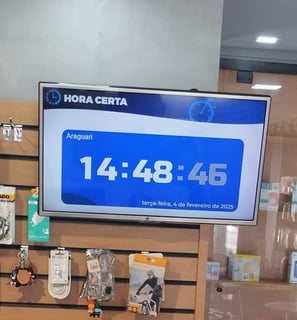 HORA CERTA
Araguari
14:48:46
terça-feira, 4 de fevereiro de 2025